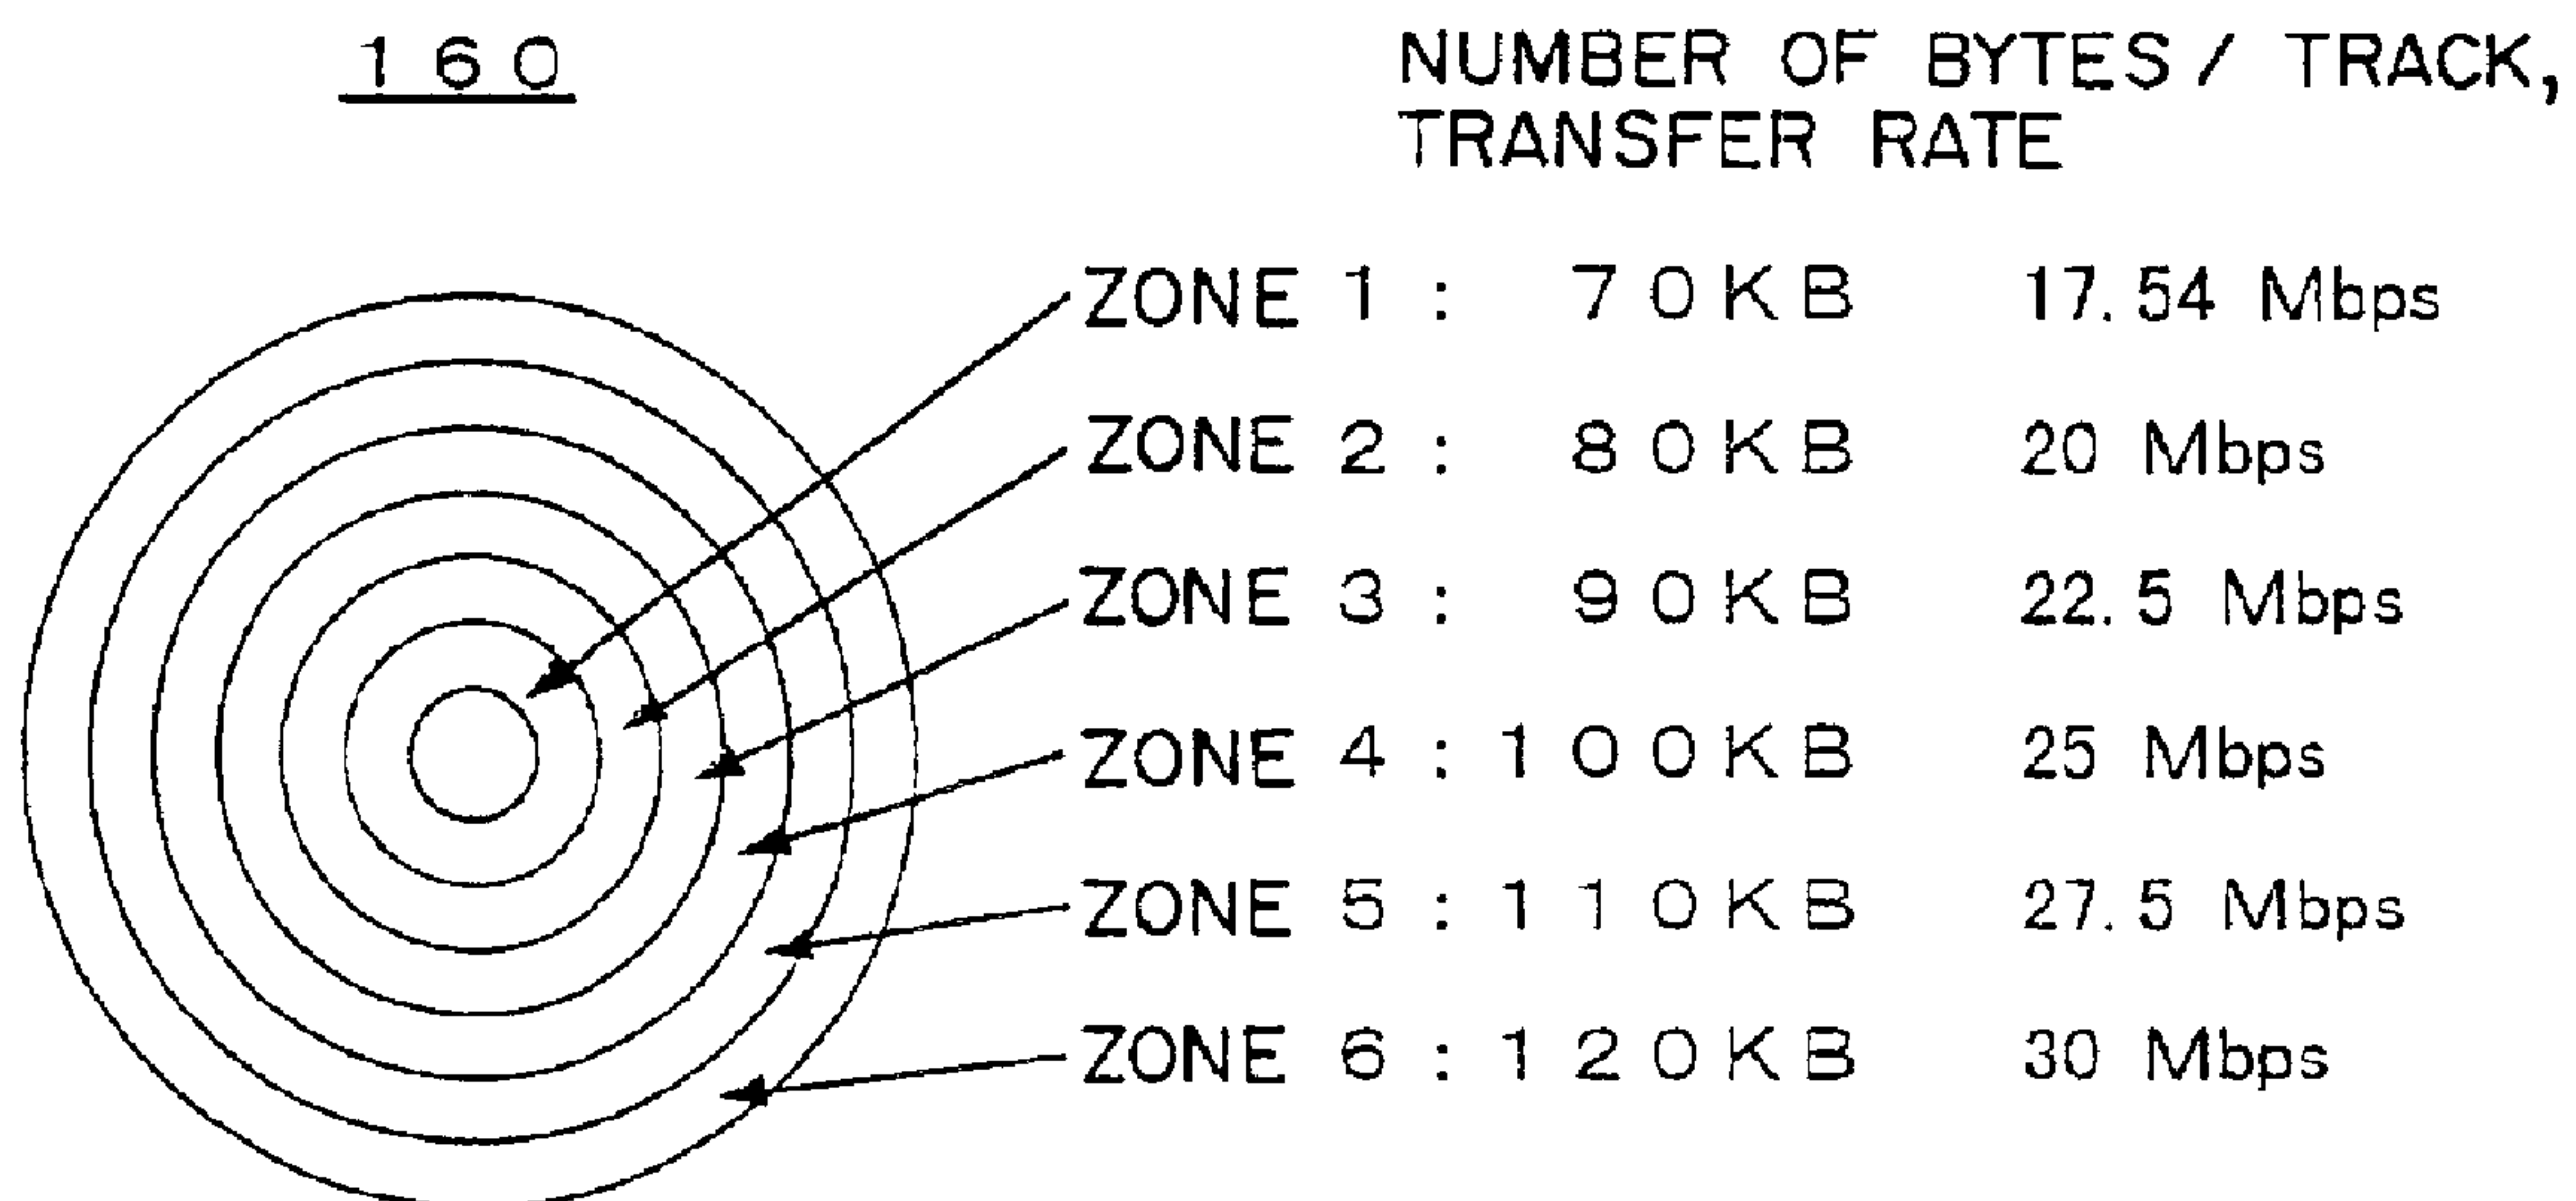 160
NUMBER OF BYTES / TRACK,
TRANSFER RATE
ZONE 1 : 70KB 17.54 Mbps
ZONE 2 : 80KB 20 Mbps
ZONE 3 : 90KB 22.5 Mbps
ZONE 4 : 100KB 25 Mbps
ZONE 5 : 110KB 27.5 Mbps
ZONE 6 : 120KB 30 Mbps